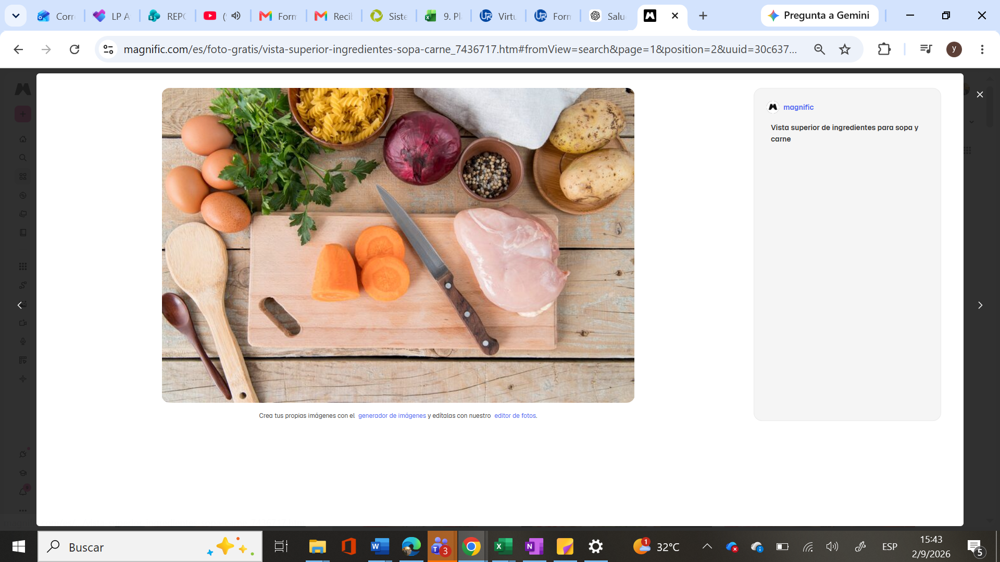 Corr
LP A
REPC
(
Form
Recil
Siste
9. Pl
Virtu
Form
Salu
Pregunta a Gemini
magnific.com/es/foto-gratis/vista-superior-ingredientes-sopa-carne_7436717.htm#fromView=search&page=1&position=2&uuid=30c637...
y
magnific
Vista superior de ingredientes para sopa y
carne
Crea tus propias imágenes con el generador de imágenes y edítalas con nuestro editor de fotos.
Buscar
3
1
32°C
ESP
15:43
2/9/2026
5